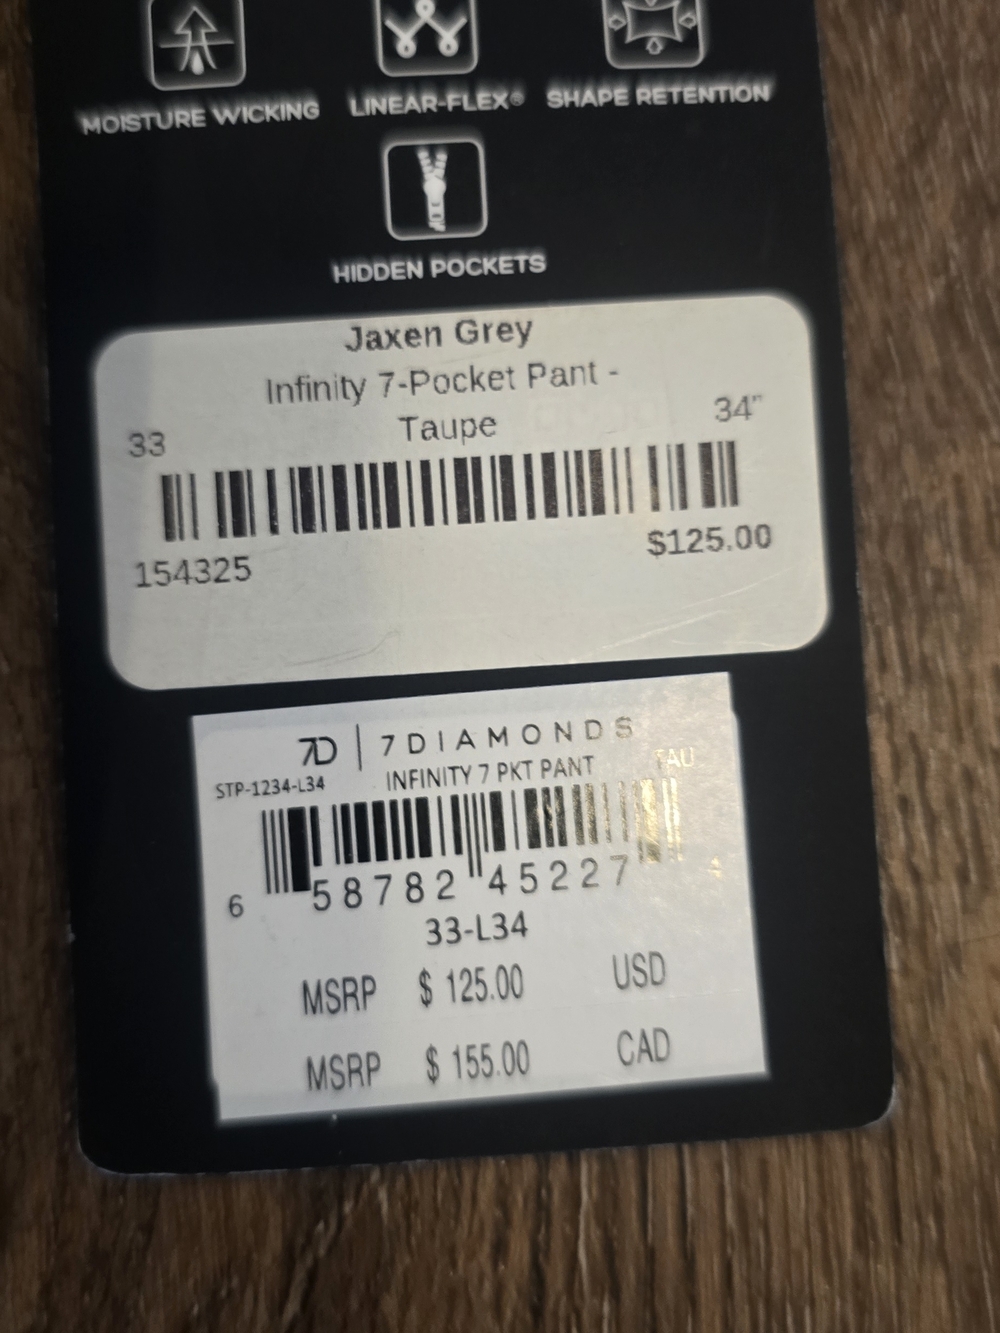 MOISTURE WICKING LINEAR-FLEX® SHAPE RETENTION
HIDDEN POCKETS
Jaxen Grey
Infinity 7-Pocket Pant -
Taupe
33 34"
154325 $125.00
7D | 7DIAMONDS
STP-1234-L34 INFINITY 7 PKT PANT TAU
6 58782 45227 4
33-L34
MSRP $ 125.00 USD
MSRP $ 155.00 CAD